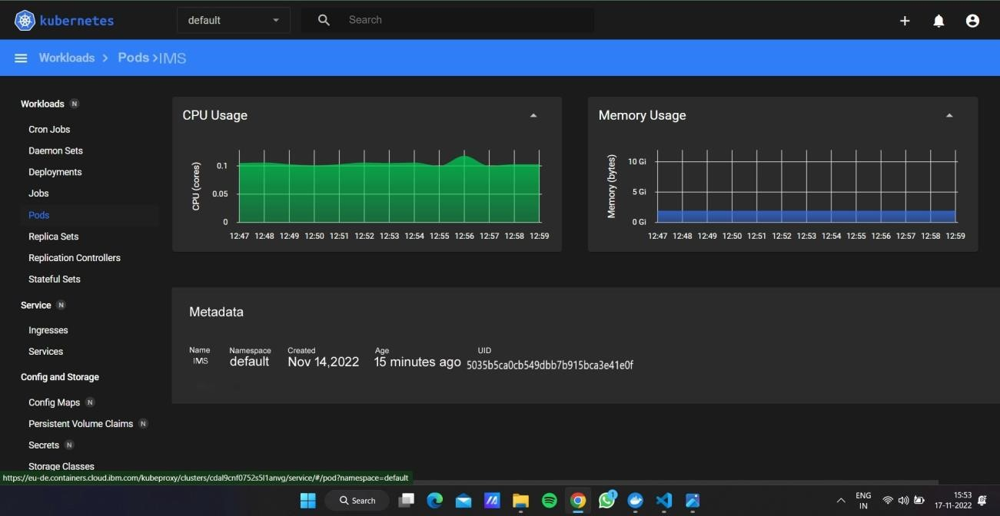 kubernetes
default
Search
Workloads > Pods >IMS
Workloads N
Cron Jobs
Daemon Sets
Deployments
Jobs
Pods
Replica Sets
Replication Controllers
Stateful Sets
Service N
Ingresses
Services
Config and Storage
Config Maps N
Persistent Volume Claims N
Secrets N
Storage Classes
CPU Usage
CPU (cores)
0.1
0.05
0
12:47 12:48 12:49 12:50 12:51 12:52 12:53 12:54 12:55 12:56 12:57 12:58 12:59
Memory Usage
Memory (bytes)
10 Gi
5 Gi
0 Gi
12:47 12:48 12:49 12:50 12:51 12:52 12:53 12:54 12:55 12:56 12:57 12:58 12:59
Metadata
Name Namespace Created Age UID
IMS default Nov 14,2022 15 minutes ago 5035b5ca0cb549dbb7b915bca3e41e0f
https://eu-de.containers.cloud.ibm.com/kubeproxy/clusters/cdal9cnf0752s5l1anvg/service/#/pod?namespace=default
Search
1
ENG
IN
15:53
17-11-2022